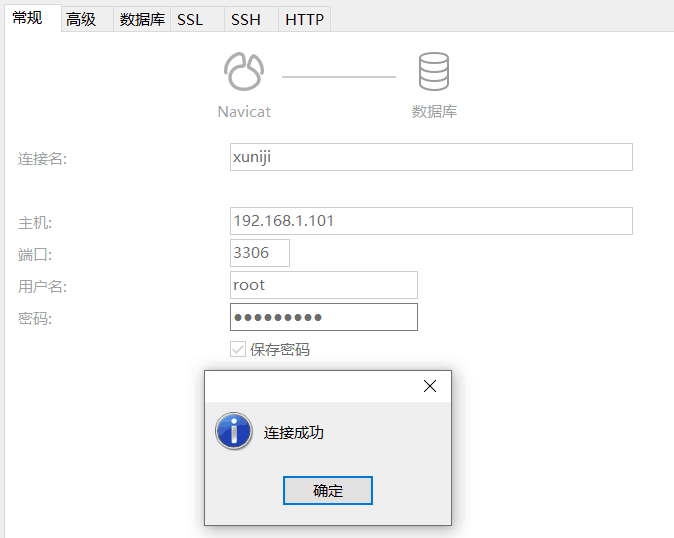 常规 高级 数据库 SSL SSH HTTP
Navicat 数据库
连接名: xuniji
主机: 192.168.1.101
端口: 3306
用户名: root
密码: ●●●●●●●●●
保存密码
连接成功
确定